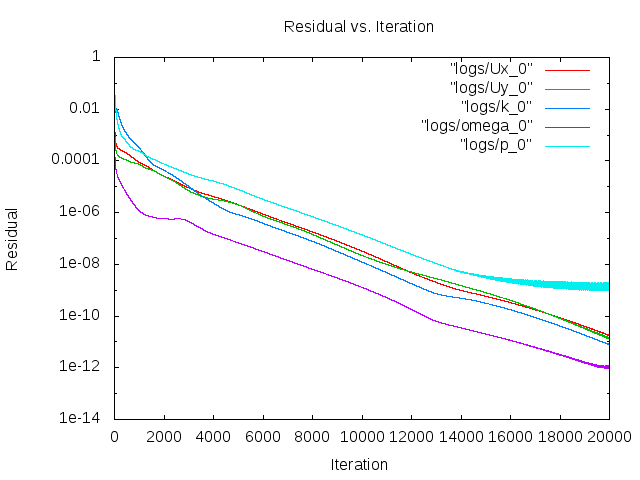 Residual vs. Iteration
1
0.01
0.0001
1e-06
1e-08
1e-10
1e-12
1e-14
Residual
"logs/Ux_0"
"logs/Uy_0"
"logs/k_0"
"logs/omega_0"
"logs/p_0"
0 2000 4000 6000 8000 10000 12000 14000 16000 18000 20000
Iteration